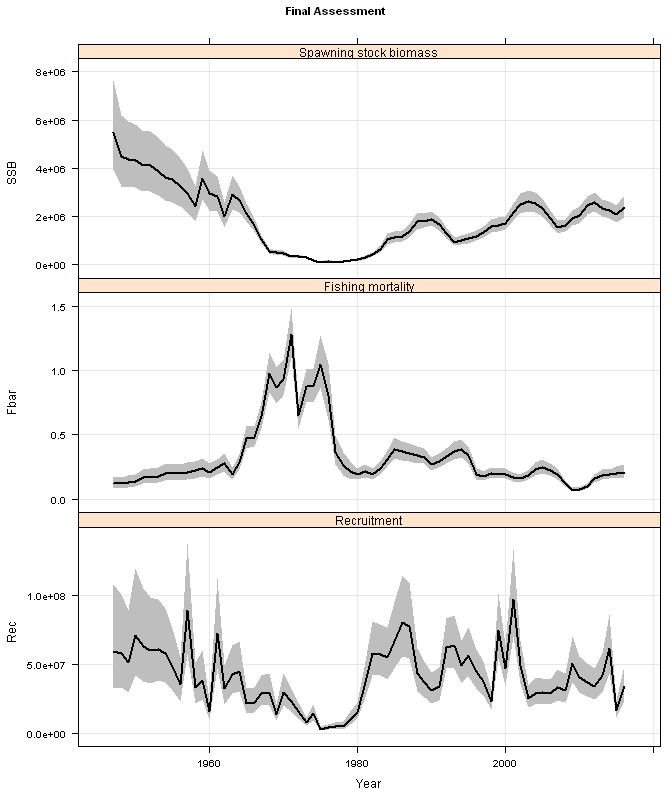 Final Assessment
Spawning stock biomass
8e+06
6e+06
4e+06
2e+06
0e+00
SSB
Fishing mortality
1.5
1.0
0.5
0.0
Fbar
Recruitment
1.0e+08
5.0e+07
0.0e+00
Rec
1960
1980
2000
Year